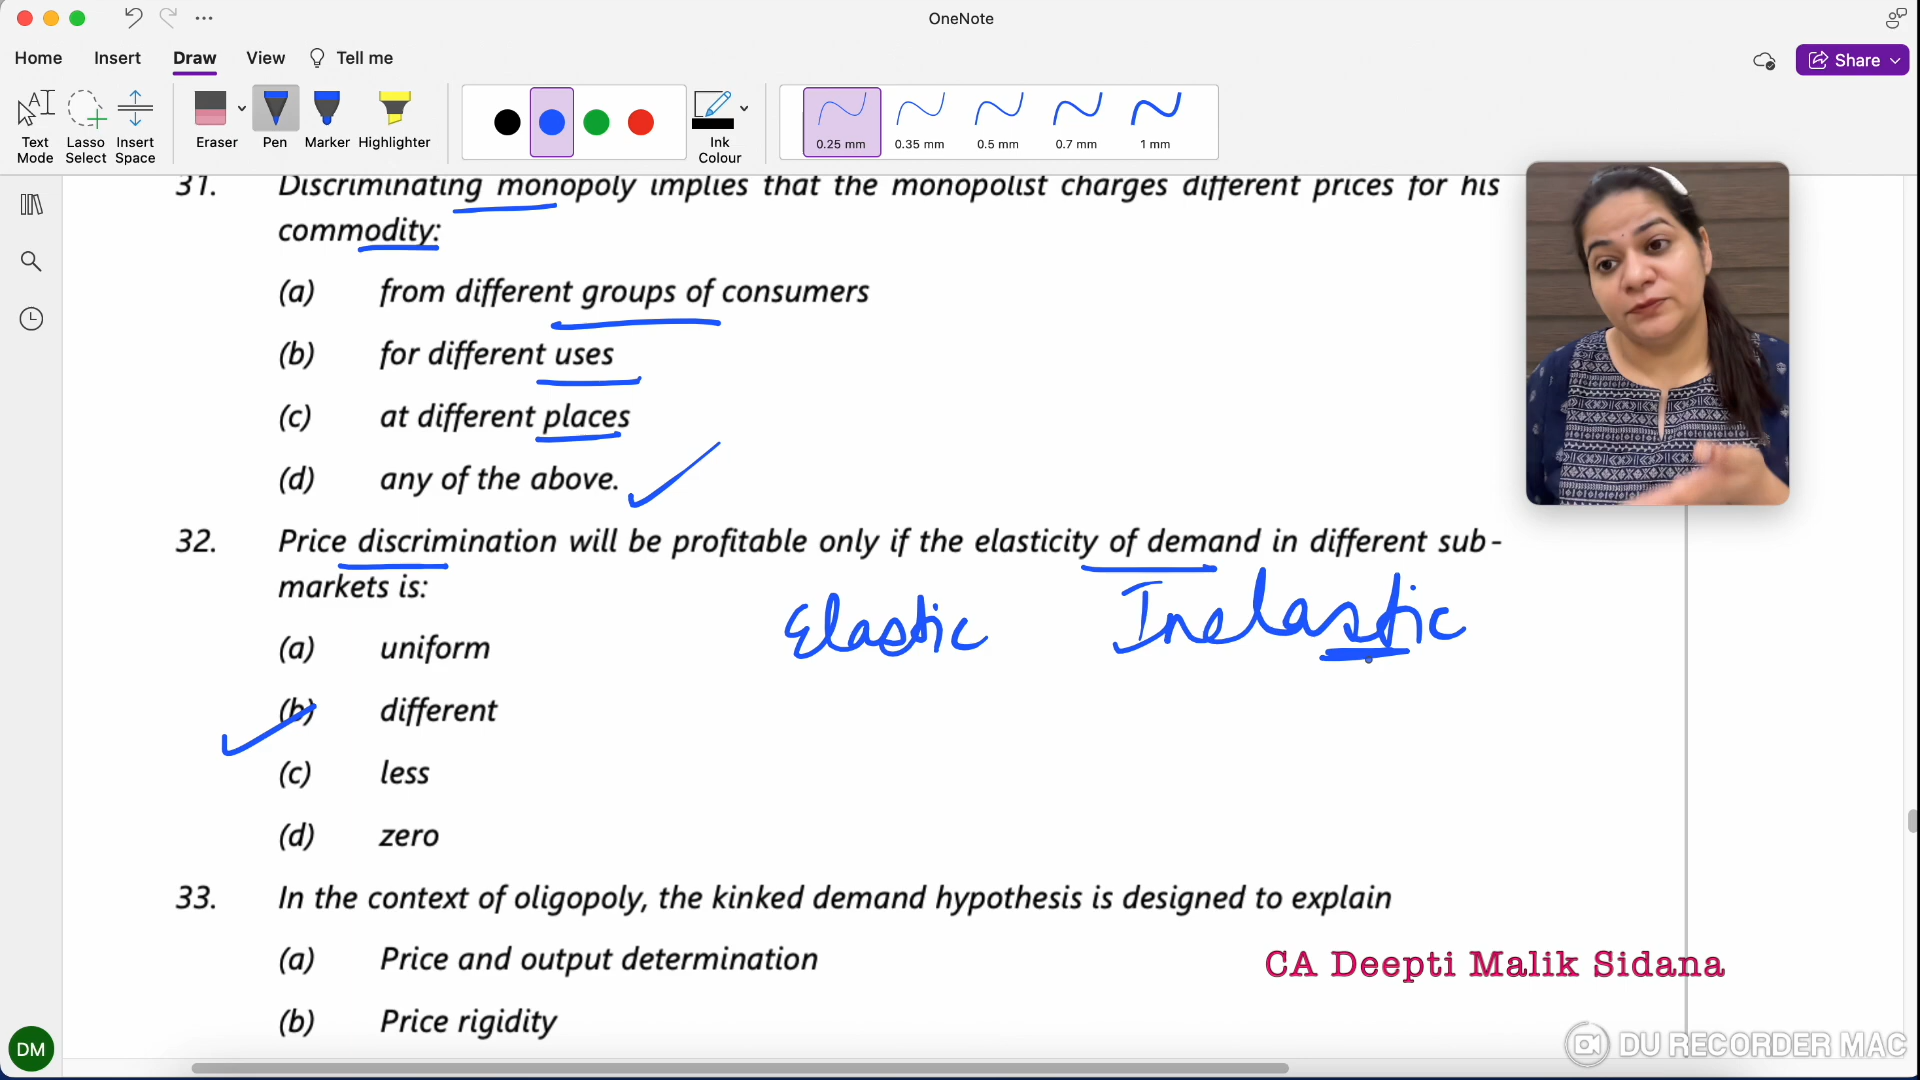 OneNote
Home Insert Draw View Tell me
Share
Text Mode
Lasso Select
Insert Space
Eraser
Pen
Marker
Highlighter
Ink Colour
0.25 mm
0.35 mm
0.5 mm
0.7 mm
1 mm
31. Discriminating monopoly implies that the monopolist charges different prices for his
commodity:
(a) from different groups of consumers
(b) for different uses
(c) at different places
(d) any of the above.
32. Price discrimination will be profitable only if the elasticity of demand in different sub-
markets is:
Elastic Inelastic
(a) uniform
(b) different
(c) less
(d) zero
33. In the context of oligopoly, the kinked demand hypothesis is designed to explain
(a) Price and output determination
CA Deepti Malik Sidana
(b) Price rigidity
DM
DU RECORDER MAC